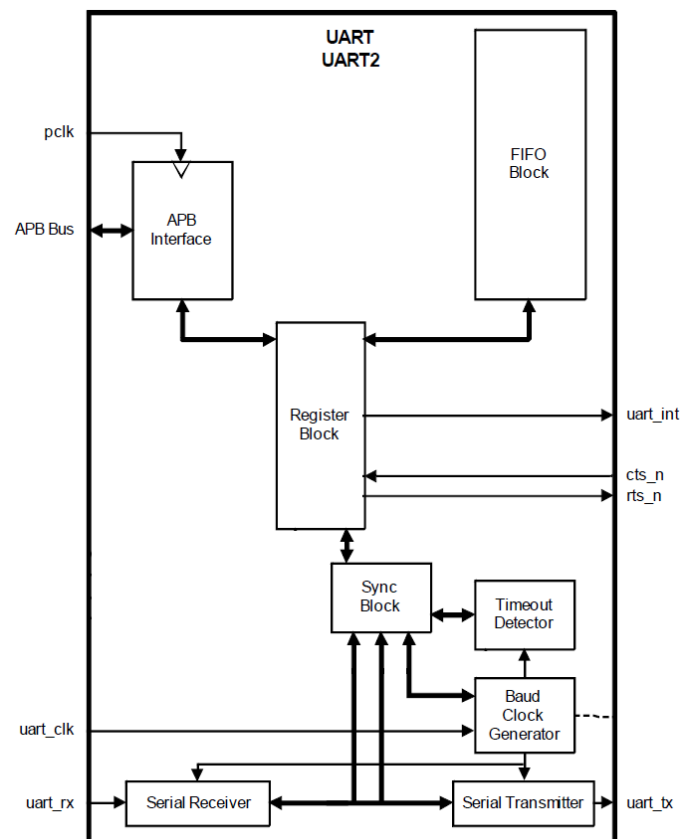 UART
UART2
pclk
FIFO
Block
APB
Interface
APB Bus
Register
Block
uart_int
cts_n
rts_n
Sync
Block
Timeout
Detector
Baud
Clock
Generator
uart_clk
uart_rx
Serial Receiver
Serial Transmitter
uart_tx